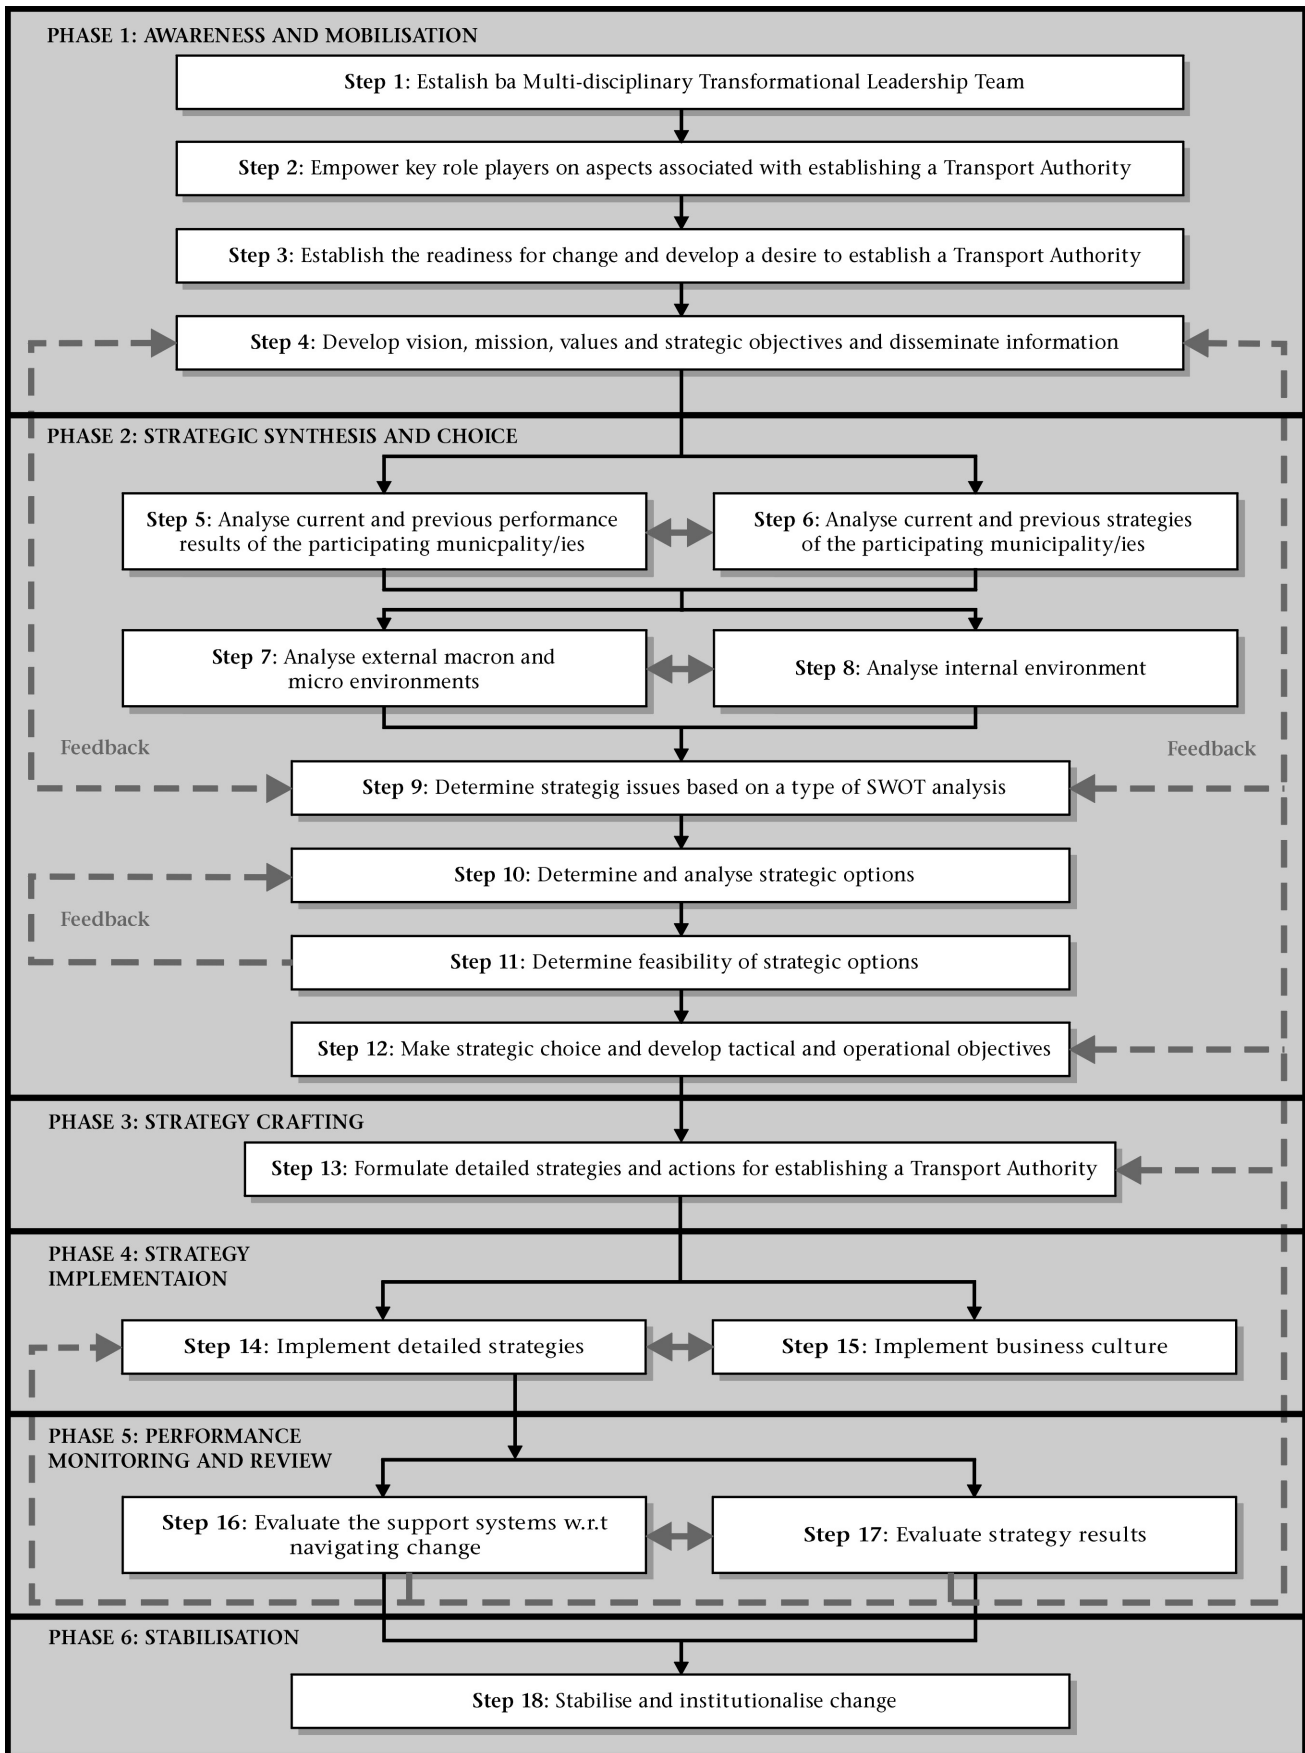 PHASE 1: AWARENESS AND MOBILISATION
Step 1: Estalish ba Multi-disciplinary Transformational Leadership Team
Step 2: Empower key role players on aspects associated with establishing a Transport Authority
Step 3: Establish the readiness for change and develop a desire to establish a Transport Authority
Step 4: Develop vision, mission, values and strategic objectives and disseminate information
PHASE 2: STRATEGIC SYNTHESIS AND CHOICE
Step 5: Analyse current and previous performance
results of the participating municpality/ies
Step 6: Analyse current and previous strategies
of the participating municipality/ies
Step 7: Analyse external macron and
micro environments
Step 8: Analyse internal environment
Feedback
Feedback
Step 9: Determine strategig issues based on a type of SWOT analysis
Step 10: Determine and analyse strategic options
Feedback
Step 11: Determine feasibility of strategic options
Step 12: Make strategic choice and develop tactical and operational objectives
PHASE 3: STRATEGY CRAFTING
Step 13: Formulate detailed strategies and actions for establishing a Transport Authority
PHASE 4: STRATEGY
IMPLEMENTAION
Step 14: Implement detailed strategies
Step 15: Implement business culture
PHASE 5: PERFORMANCE
MONITORING AND REVIEW
Step 16: Evaluate the support systems w.r.t
navigating change
Step 17: Evaluate strategy results
PHASE 6: STABILISATION
Step 18: Stabilise and institutionalise change